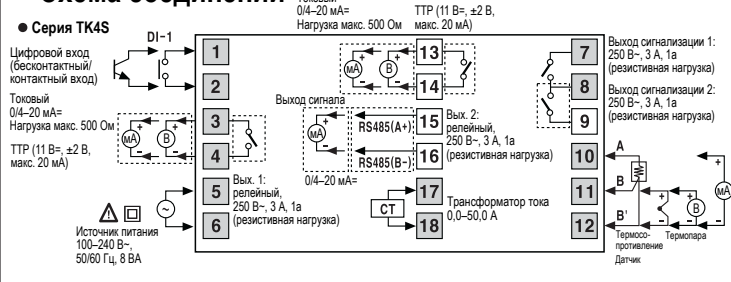 Токовый
0/4–20 мА=
Нагрузка макс. 500 Ом
ТТР (11 В=, ±2 В,
макс. 20 мА)
● Серия TK4S
DI-1
Цифровой вход
(бесконтактный/
контактный вход)
Токовый
0/4–20 мА=
Нагрузка макс. 500 Ом
ТТР (11 В=, ±2 В,
макс. 20 мА)
Источник питания
100–240 В~,
50/60 Гц, 8 ВА
1
2
3
4
5
6
мА
В
Вых. 1:
релейный,
250 В~, 3 А, 1a
(резистивная нагрузка)
мА
В
13
14
Выход сигнала
мА
0/4–20 мА=
RS485(A+)
RS485(B-)
15
16
Вых. 2:
релейный,
250 В~, 3 А, 1a
(резистивная нагрузка)
CT
17
18
Трансформатор тока
0,0–50,0 А
7
8
9
10
11
12
Выход сигнализации 1:
250 В~, 3 А, 1a
(резистивная нагрузка)
Выход сигнализации 2:
250 В~, 3 А, 1a
(резистивная нагрузка)
A
B
B'
В
мА
Термосо-
противление
Термопара
Датчик